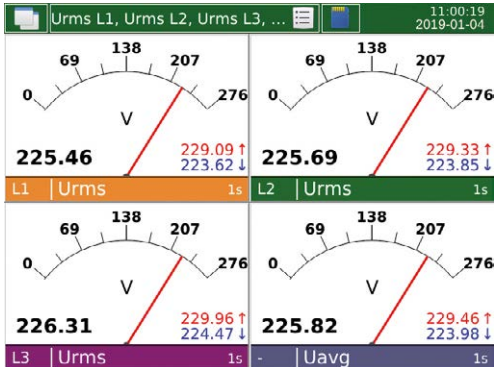 Urms L1, Urms L2, Urms L3, ...
11:00:19
2019-01-04
0 69 138 207 276
V
225.46
229.09↑
223.62↓
L1 Urms 1s
0 69 138 207 276
V
225.69
229.33↑
223.85↓
L2 Urms 1s
0 69 138 207 276
V
226.31
229.96↑
224.47↓
L3 Urms 1s
0 69 138 207 276
V
225.82
229.46↑
223.98↓
- Uavg 1s